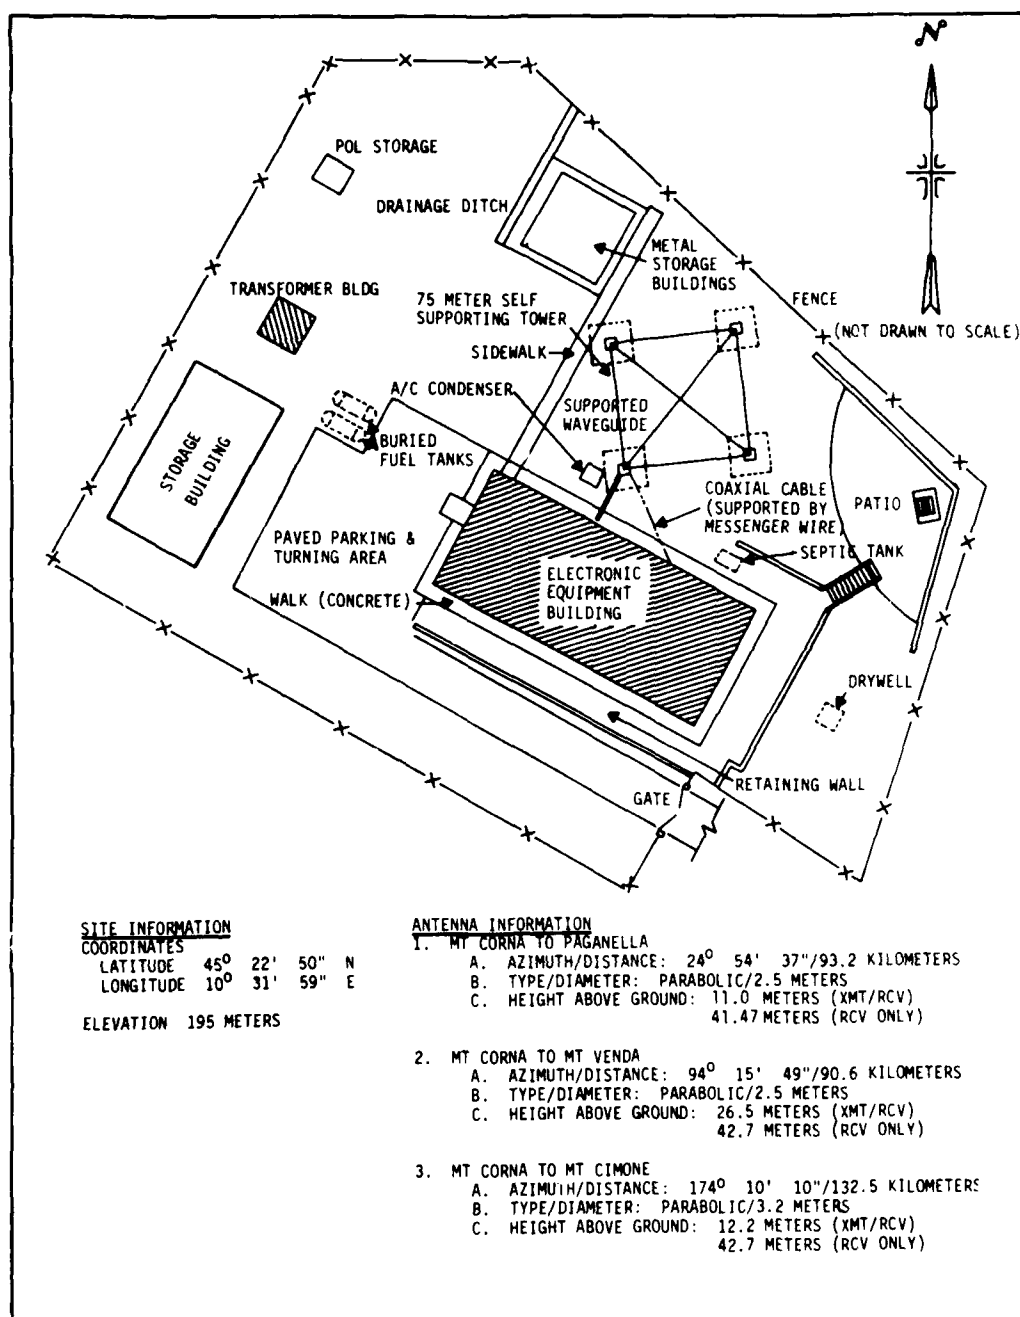 N
POL STORAGE
DRAINAGE DITCH
METAL
STORAGE
BUILDINGS
TRANSFORMER BLDG
75 METER SELF
SUPPORTING TOWER
FENCE
(NOT DRAWN TO SCALE)
SIDEWALK
A/C CONDENSER
SUPPORTED
WAVEGUIDE
STORAGE
BUILDING
BURIED
FUEL TANKS
COAXIAL CABLE
(SUPPORTED BY
MESSENGER WIRE)
PATIO
SEPTIC TANK
PAVED PARKING &
TURNING AREA
ELECTRONIC
EQUIPMENT
BUILDING
WALK (CONCRETE)
DRYWELL
RETAINING WALL
GATE
SITE INFORMATION
COORDINATES
LATITUDE 45° 22' 50" N
LONGITUDE 10° 31' 59" E
ELEVATION 195 METERS
ANTENNA INFORMATION
1. MT CORNA TO PAGANELLA
A. AZIMUTH/DISTANCE: 24° 54' 37"/93.2 KILOMETERS
B. TYPE/DIAMETER: PARABOLIC/2.5 METERS
C. HEIGHT ABOVE GROUND: 11.0 METERS (XMT/RCV)
41.47 METERS (RCV ONLY)
2. MT CORNA TO MT VENDA
A. AZIMUTH/DISTANCE: 94° 15' 49"/90.6 KILOMETERS
B. TYPE/DIAMETER: PARABOLIC/2.5 METERS
C. HEIGHT ABOVE GROUND: 26.5 METERS (XMT/RCV)
42.7 METERS (RCV ONLY)
3. MT CORNA TO MT CIMONE
A. AZIMUTH/DISTANCE: 174° 10' 10"/132.5 KILOMETERS
B. TYPE/DIAMETER: PARABOLIC/3.2 METERS
C. HEIGHT ABOVE GROUND: 12.2 METERS (XMT/RCV)
42.7 METERS (RCV ONLY)